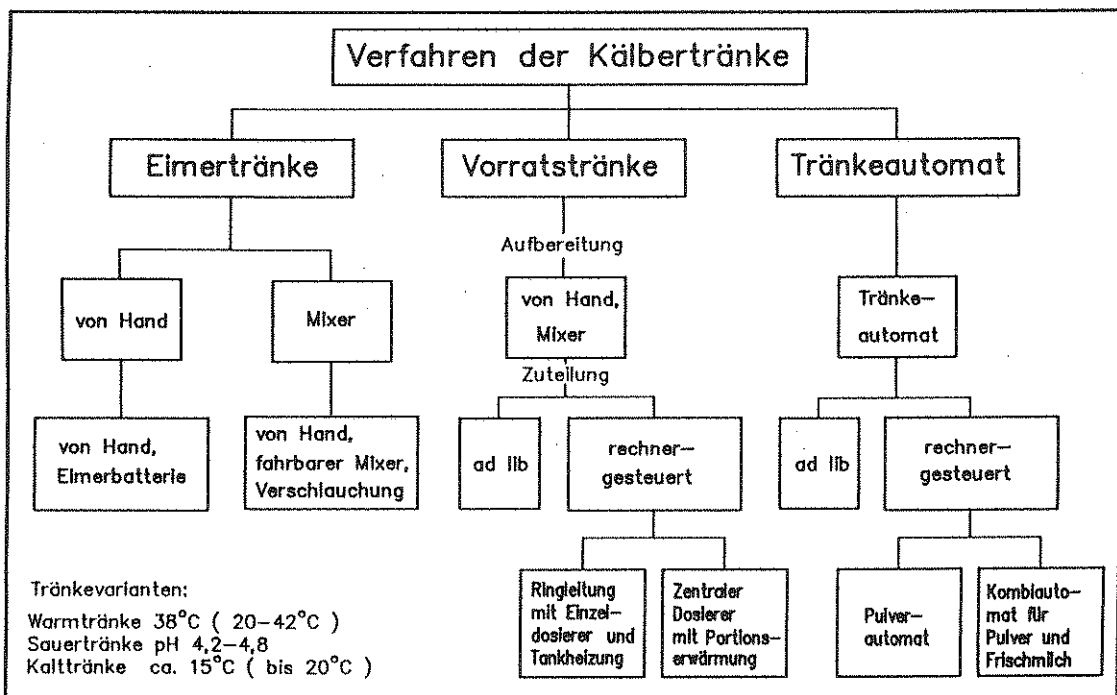 Verfahren der Kälbertränke
Eimertränke
Vorratstränke
Tränkeautomat
Aufbereitung
von Hand
Mixer
von Hand,
Mixer
Tränke-
automat
Zuteilung
von Hand,
Eimerbatterie
von Hand,
fahrbarer Mixer,
Verschlauchung
ad lib
rechner-
gesteuert
ad lib
rechner-
gesteuert
Ringleitung
mit Einzel-
dosierer und
Tankheizung
Zentraler
Dosierer
mit Portions-
erwärmung
Pulver-
automat
Kombiauto-
mat für
Pulver und
Frischmilch
Tränkevarianten:
Warmtränke 38°C ( 20-42°C )
Sauertränke pH 4,2-4,8
Kalttränke ca. 15°C ( bis 20°C )